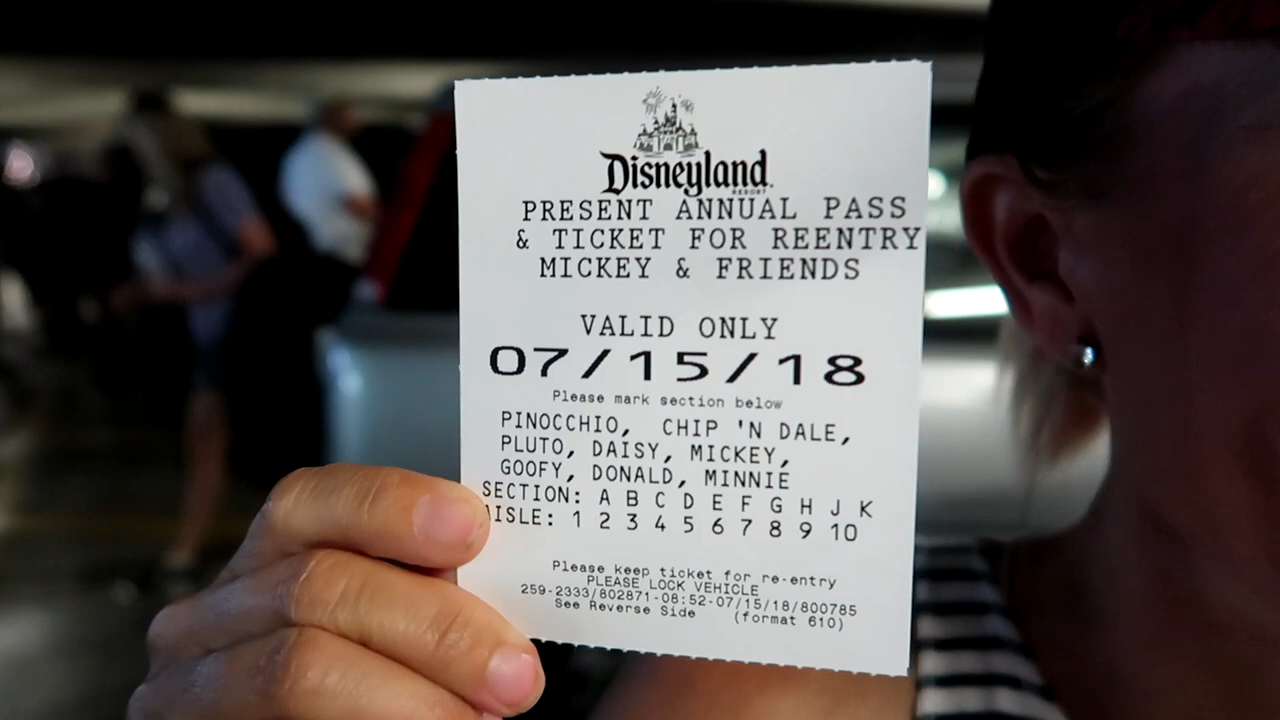 Disneyland
RESORT
PRESENT ANNUAL PASS
& TICKET FOR REENTRY
MICKEY & FRIENDS
VALID ONLY
07/15/18
Please mark section below
PINOCCHIO, CHIP 'N DALE,
PLUTO, DAISY, MICKEY,
GOOFY, DONALD, MINNIE
SECTION: A B C D E F G H J K
AISLE: 1 2 3 4 5 6 7 8 9 10
Please keep ticket for re-entry
PLEASE LOCK VEHICLE
259-2333/802871-08:52-07/15/18/800785
See Reverse Side (format 610)